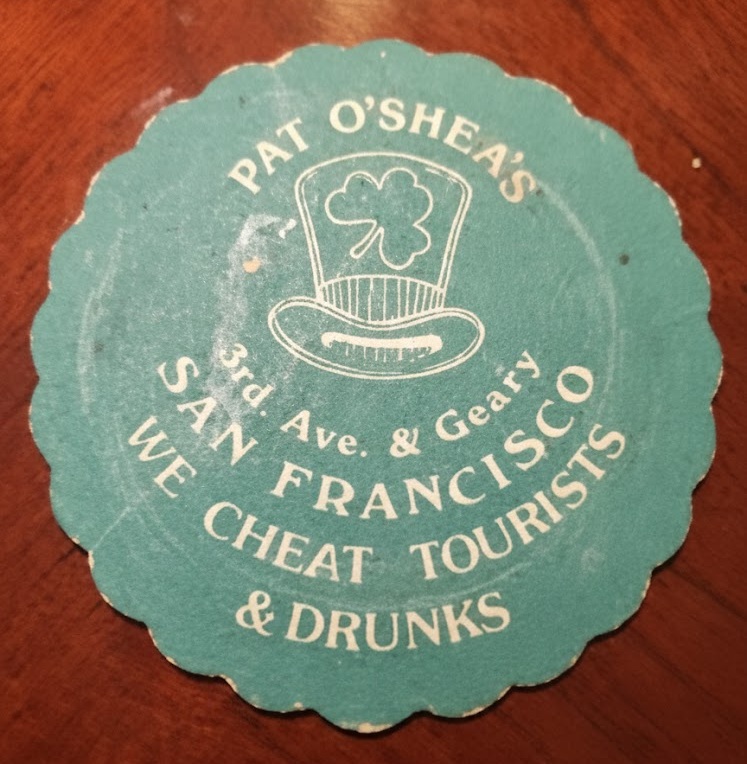 PAT O'SHEA'S
3rd. Ave. & Geary
SAN FRANCISCO
WE CHEAT TOURISTS
& DRUNKS